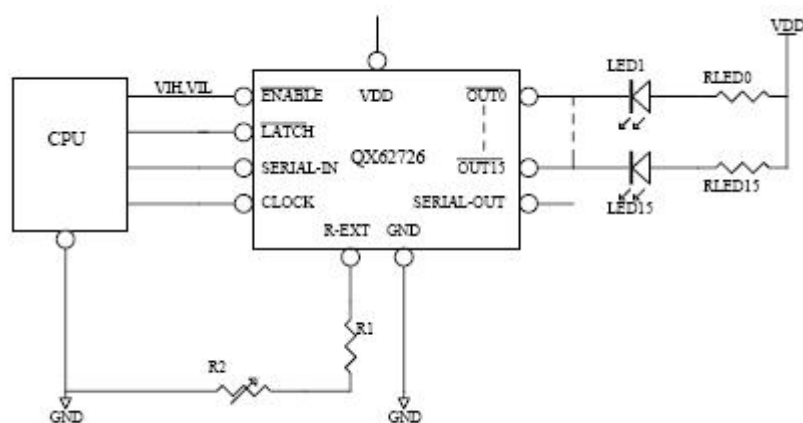 VDD
LED1
RLED0
VIH,VIL
ENABLE
VDD
OUT0
CPU
LATCH
QX62726
SERIAL-IN
OUT15
CLOCK
SERIAL-OUT
LED15
RLED15
R-EXT
GND
R1
R2
GND
GND